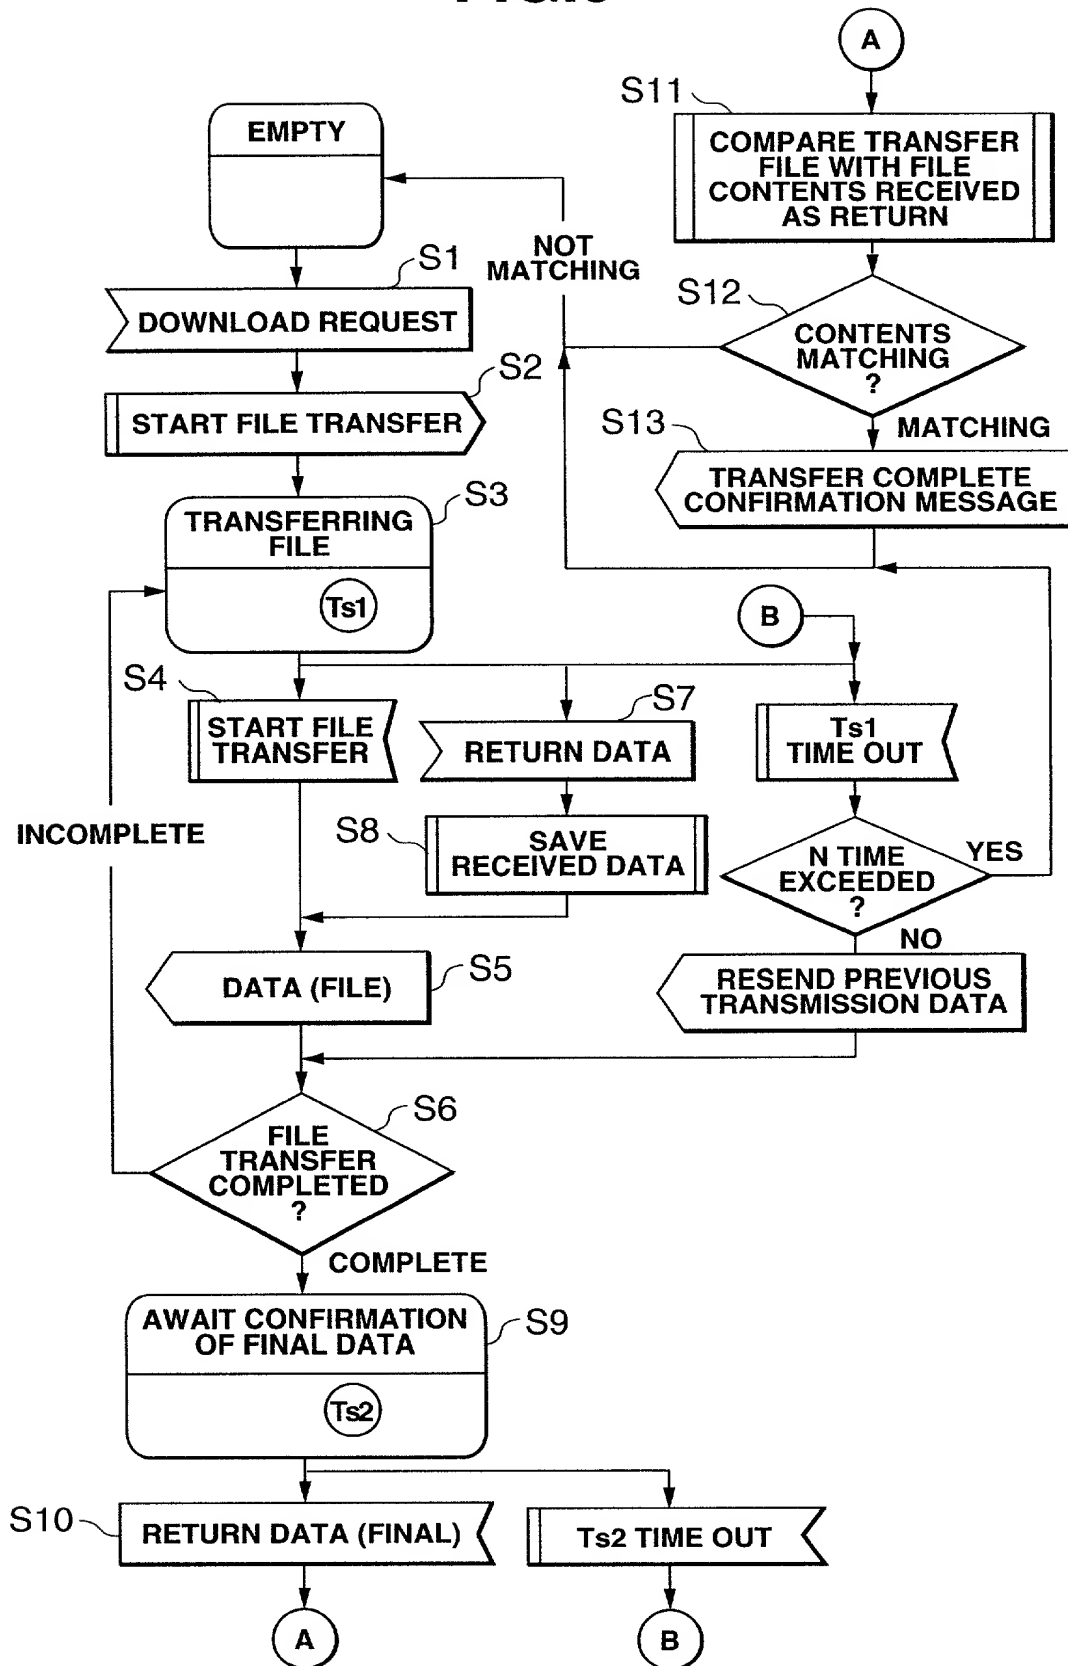 A
S11
COMPARE TRANSFER
FILE WITH FILE
CONTENTS RECEIVED
AS RETURN
EMPTY
NOT
MATCHING
S1
DOWNLOAD REQUEST
S12
CONTENTS
MATCHING
?
S2
START FILE TRANSFER
S13
MATCHING
TRANSFER COMPLETE
CONFIRMATION MESSAGE
S3
TRANSFERRING
FILE
Ts1
B
S4
START FILE
TRANSFER
S7
RETURN DATA
Ts1
TIME OUT
INCOMPLETE
S8
SAVE
RECEIVED DATA
N TIME
EXCEEDED
?
YES
NO
DATA (FILE)
S5
RESEND PREVIOUS
TRANSMISSION DATA
S6
FILE
TRANSFER
COMPLETED
?
COMPLETE
AWAIT CONFIRMATION
OF FINAL DATA
S9
Ts2
S10
RETURN DATA (FINAL)
Ts2 TIME OUT
A
B